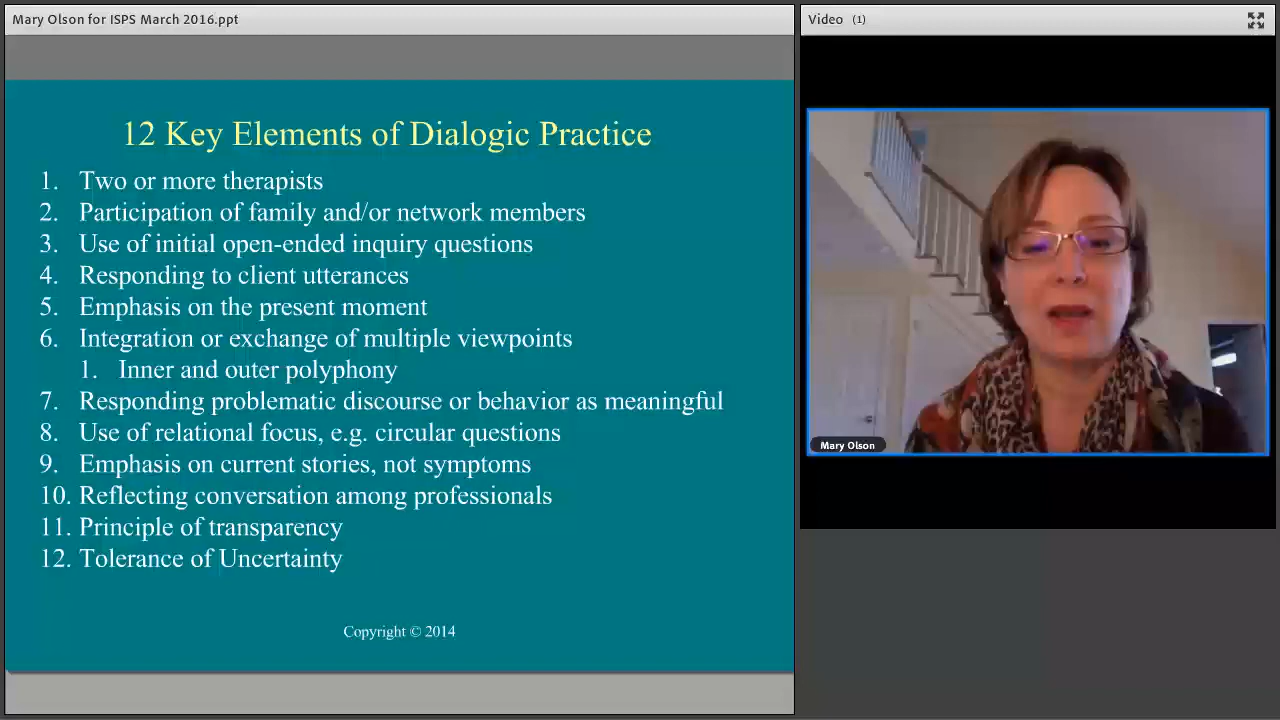 Mary Olson for ISPS March 2016.ppt
Video (1)
12 Key Elements of Dialogic Practice
1. Two or more therapists
2. Participation of family and/or network members
3. Use of initial open-ended inquiry questions
4. Responding to client utterances
5. Emphasis on the present moment
6. Integration or exchange of multiple viewpoints
1. Inner and outer polyphony
7. Responding problematic discourse or behavior as meaningful
8. Use of relational focus, e.g. circular questions
9. Emphasis on current stories, not symptoms
10. Reflecting conversation among professionals
11. Principle of transparency
12. Tolerance of Uncertainty
Copyright © 2014
Mary Olson